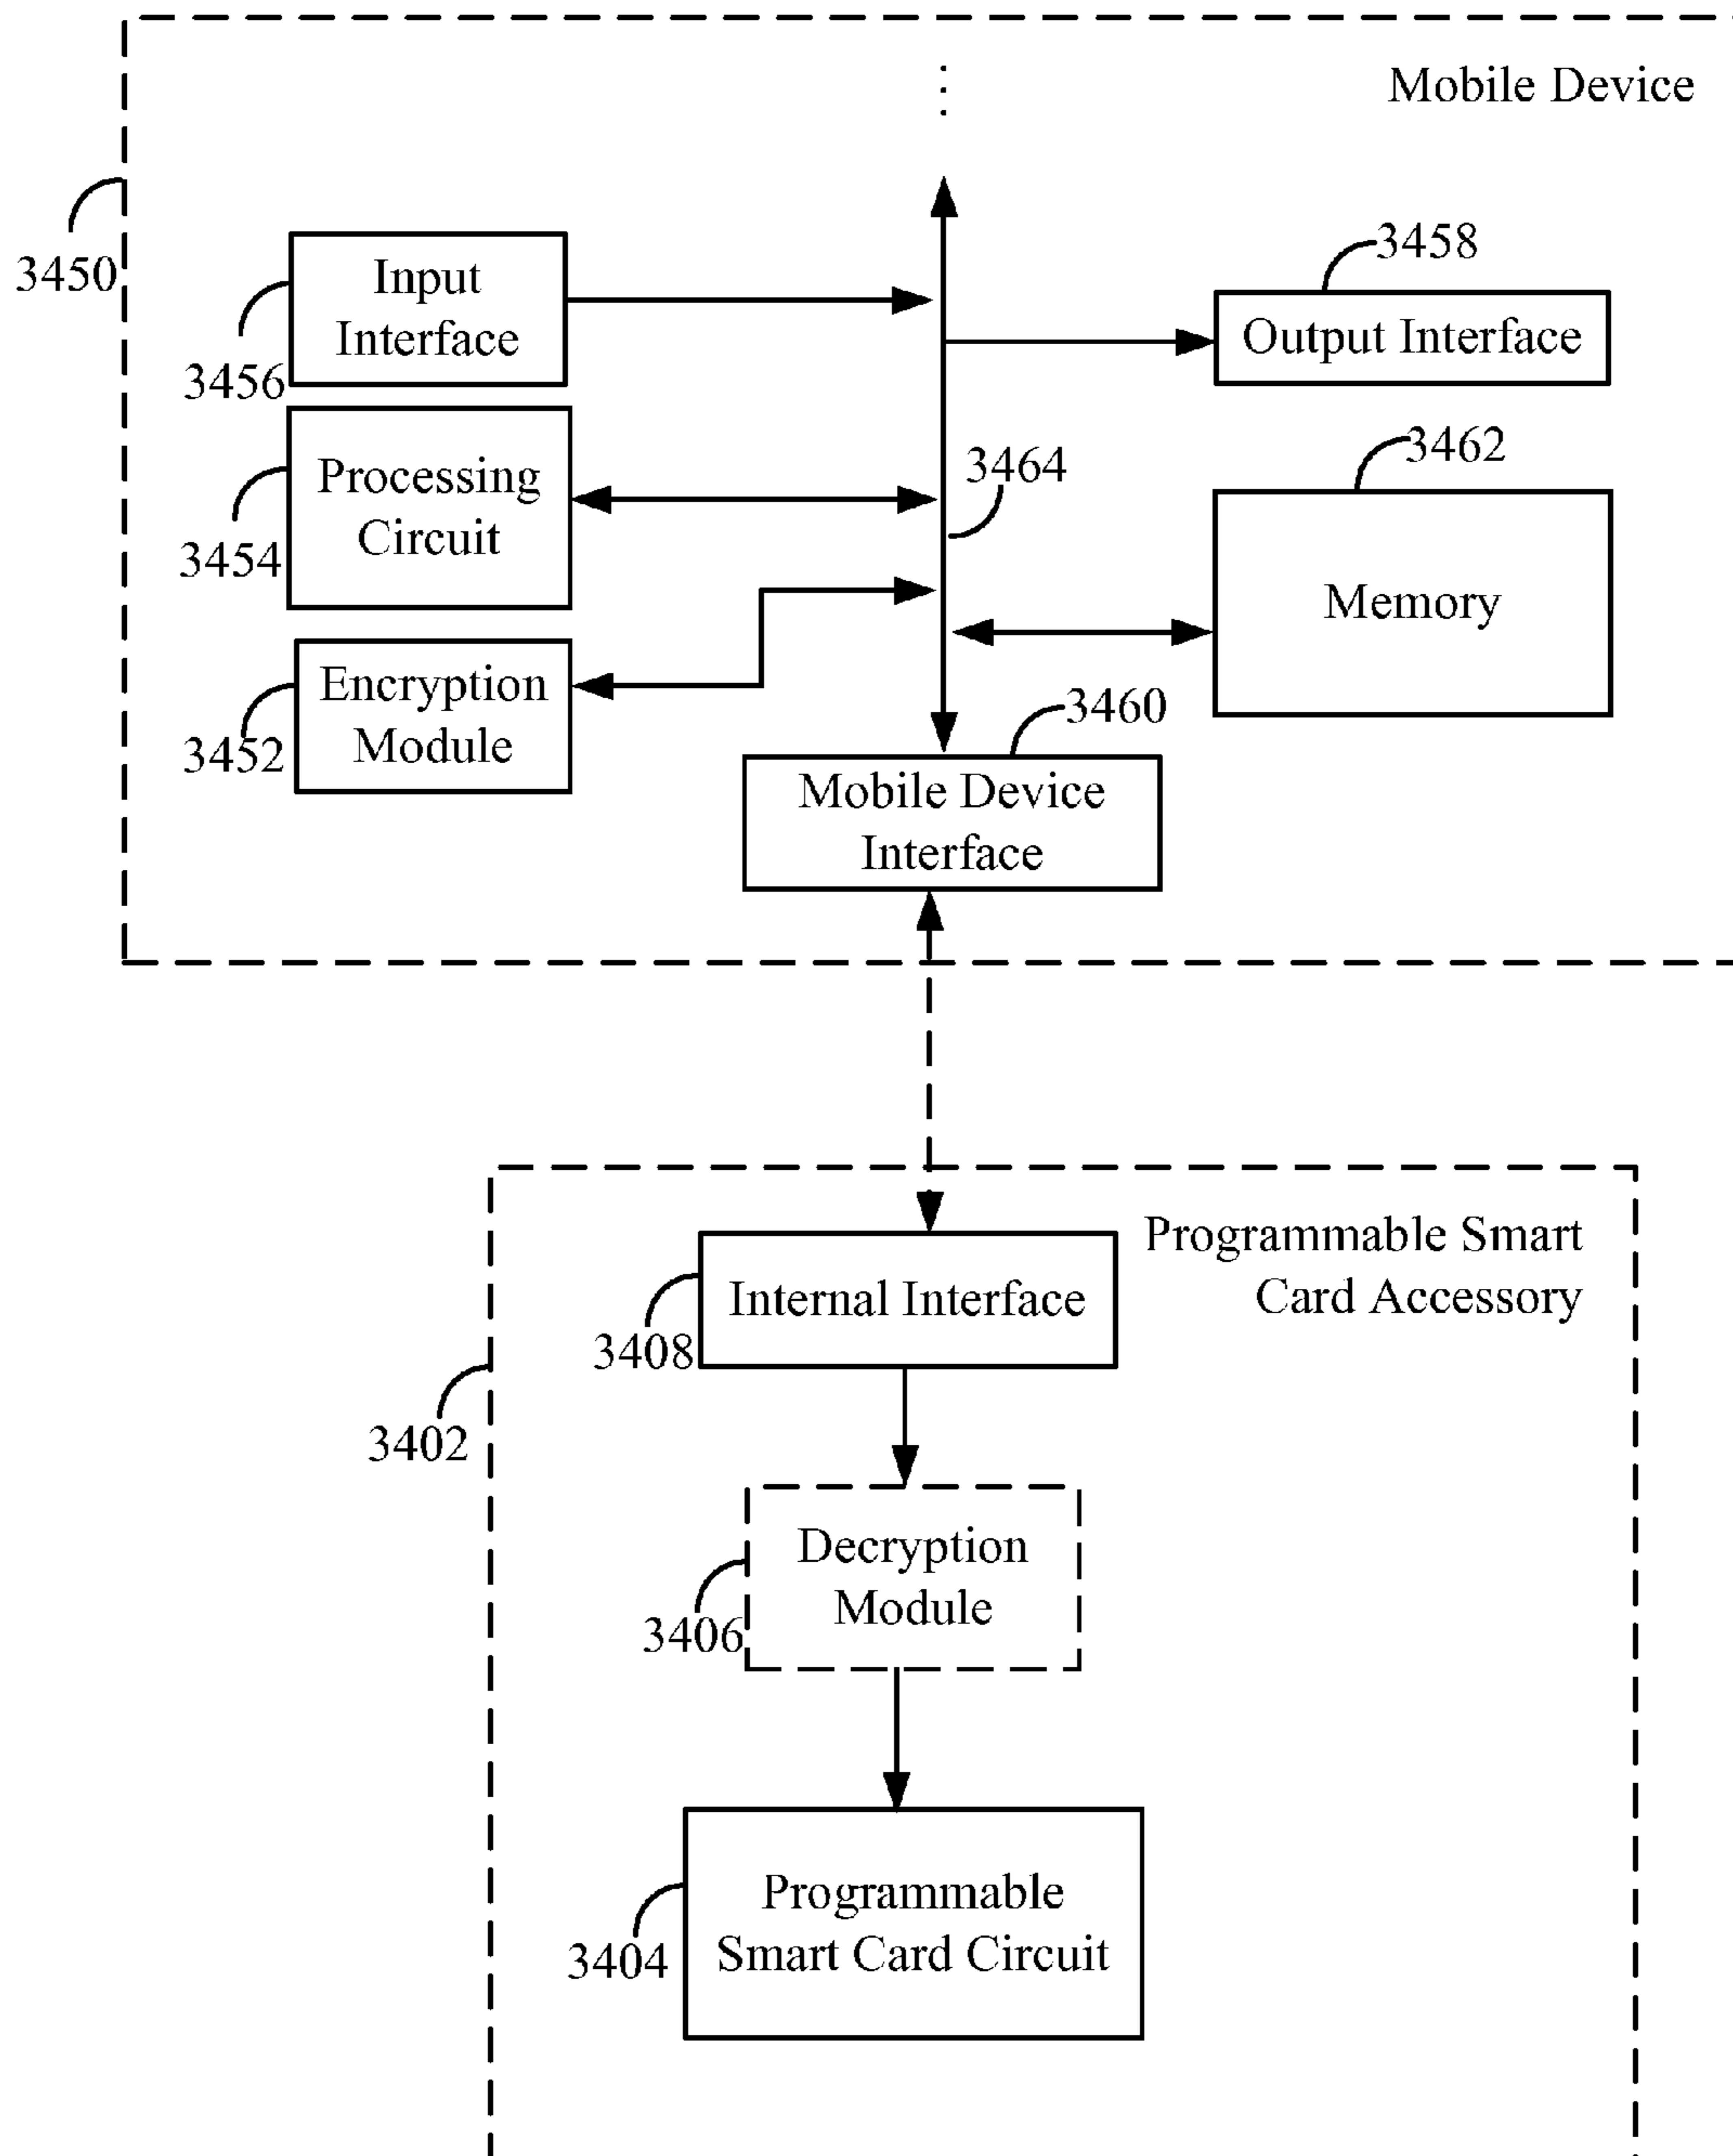 Mobile Device
3450
Input
Interface
3456
3458
Output Interface
Processing
Circuit
3454
3464
3462
Memory
Encryption
Module
3452
3460
Mobile Device
Interface
Programmable Smart
Card Accessory
Internal Interface
3408
3402
Decryption
Module
3406
Programmable
Smart Card Circuit
3404